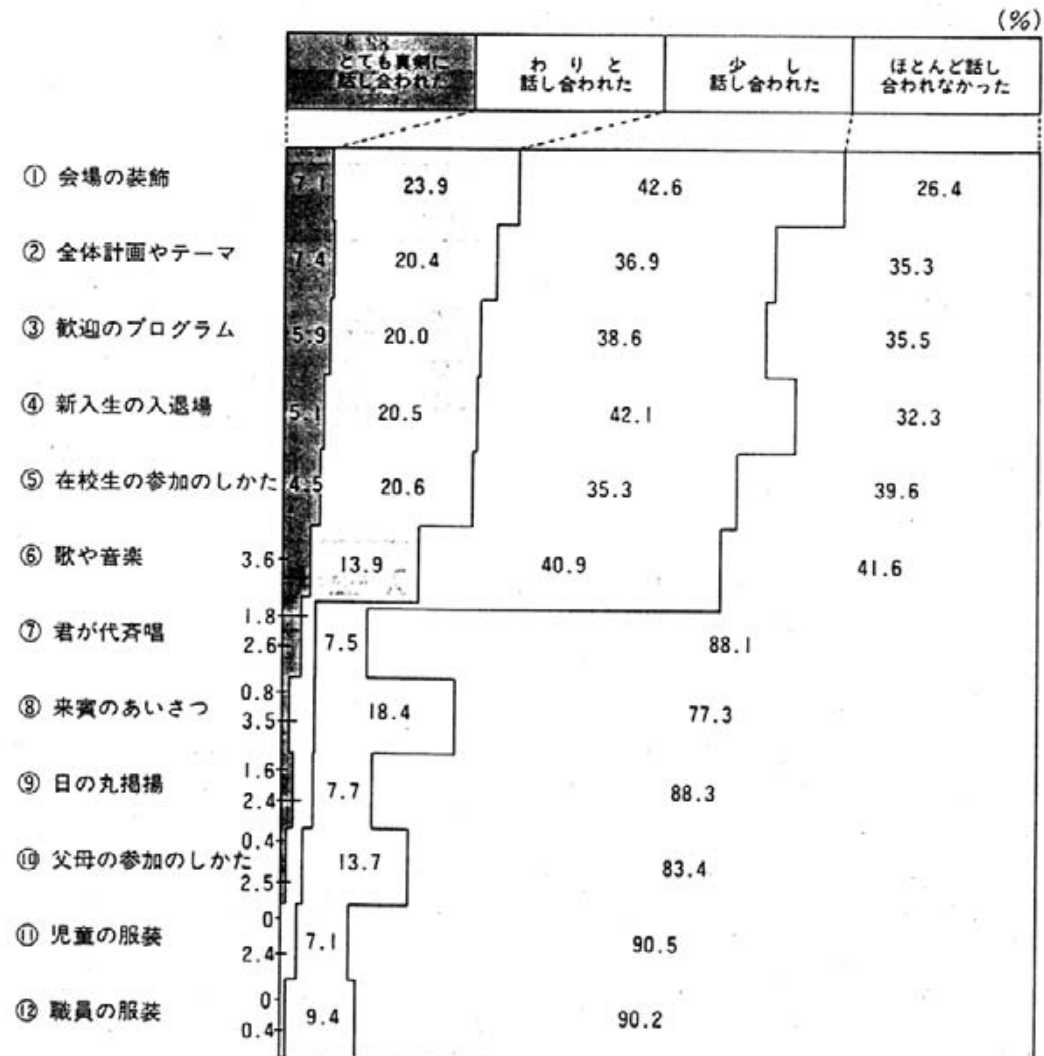 (%)
とても真剣に
話し合われた
わりと
話し合われた
少し
話し合われた
ほとんど話し
合われなかった
① 会場の装飾 7.1 23.9 42.6 26.4
② 全体計画やテーマ 7.4 20.4 36.9 35.3
③ 歓迎のプログラム 5.9 20.0 38.6 35.5
④ 新入生の入退場 5.1 20.5 42.1 32.3
⑤ 在校生の参加のしかた 4.5 20.6 35.3 39.6
⑥ 歌や音楽 3.6 13.9 40.9 41.6
⑦ 君が代斉唱 1.8 2.6 7.5 88.1
⑧ 来賓のあいさつ 0.8 3.5 18.4 77.3
⑨ 日の丸掲揚 1.6 2.4 7.7 88.3
⑩ 父母の参加のしかた 0.4 2.5 13.7 83.4
⑪ 児童の服装 0 2.4 7.1 90.5
⑫ 職員の服装 0 0.4 9.4 90.2